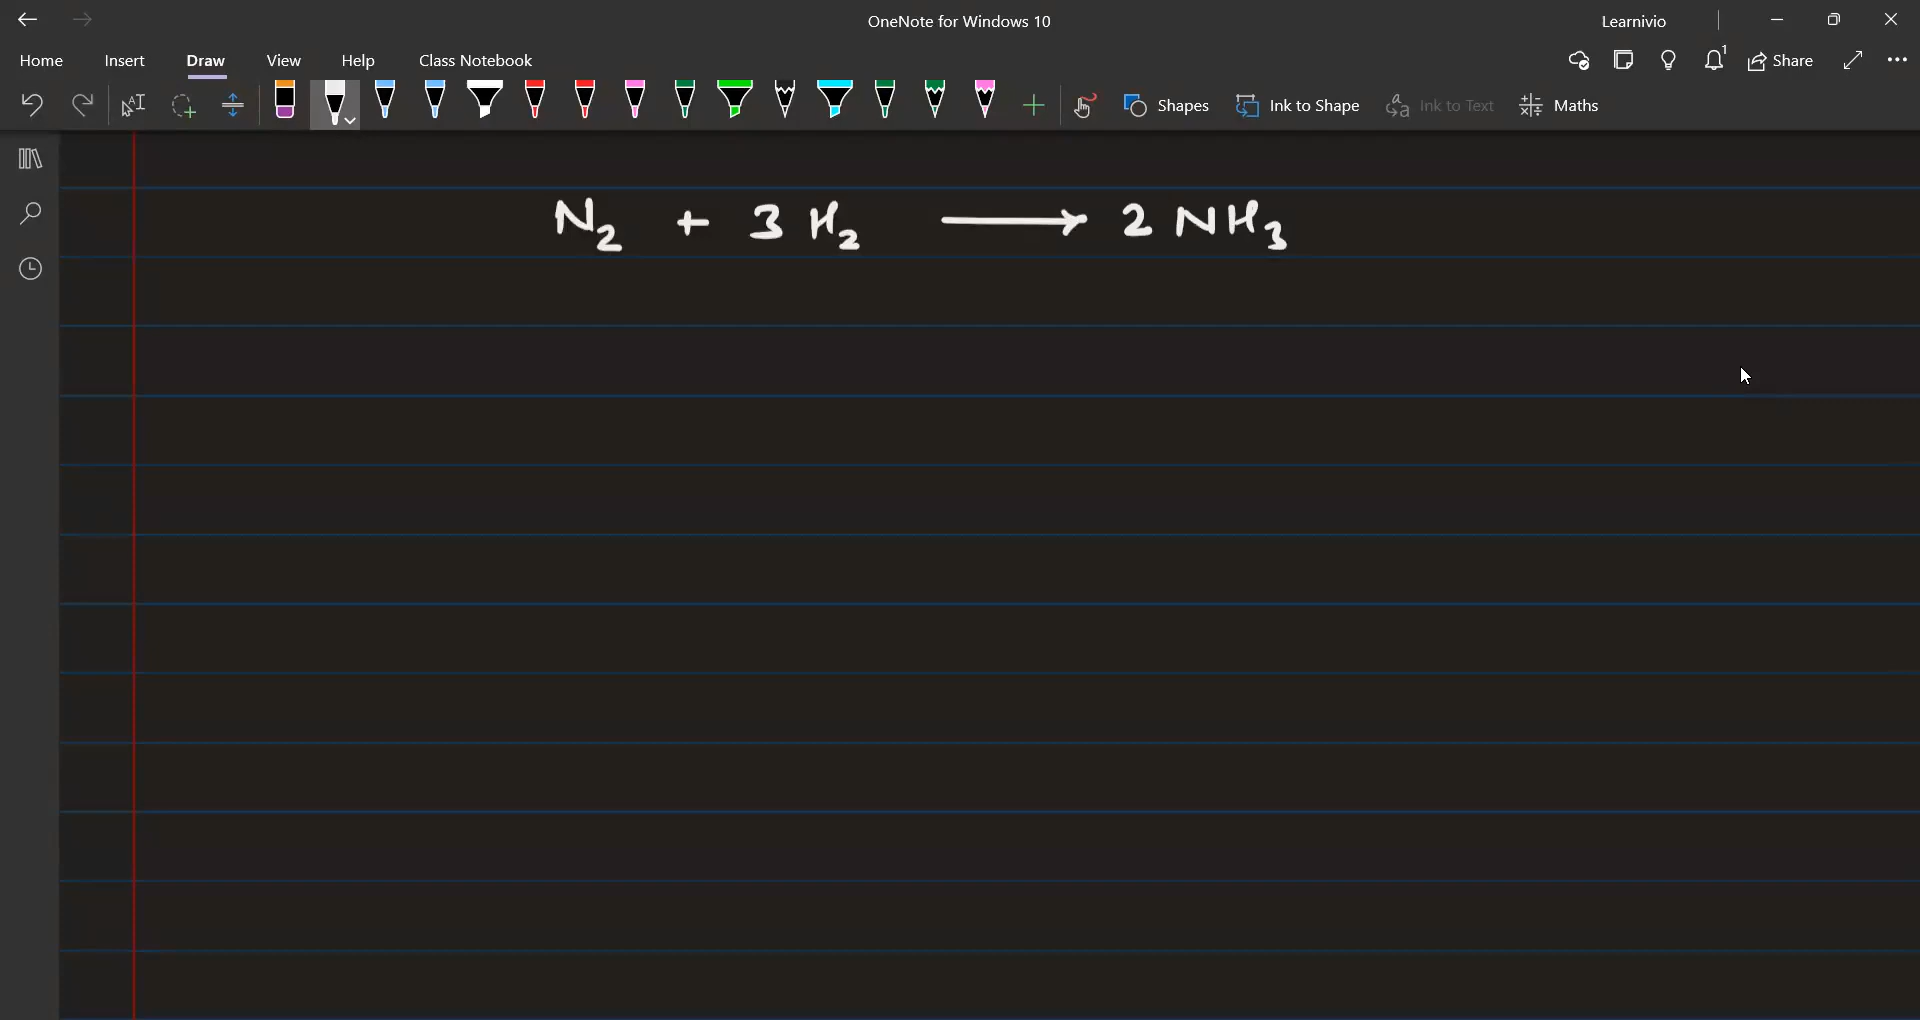 OneNote for Windows 10
Learnivio
Home Insert Draw View Help Class Notebook
1
Share
Shapes Ink to Shape Ink to Text Maths
N₂ + 3 H₂ ⟶ 2 NH₃